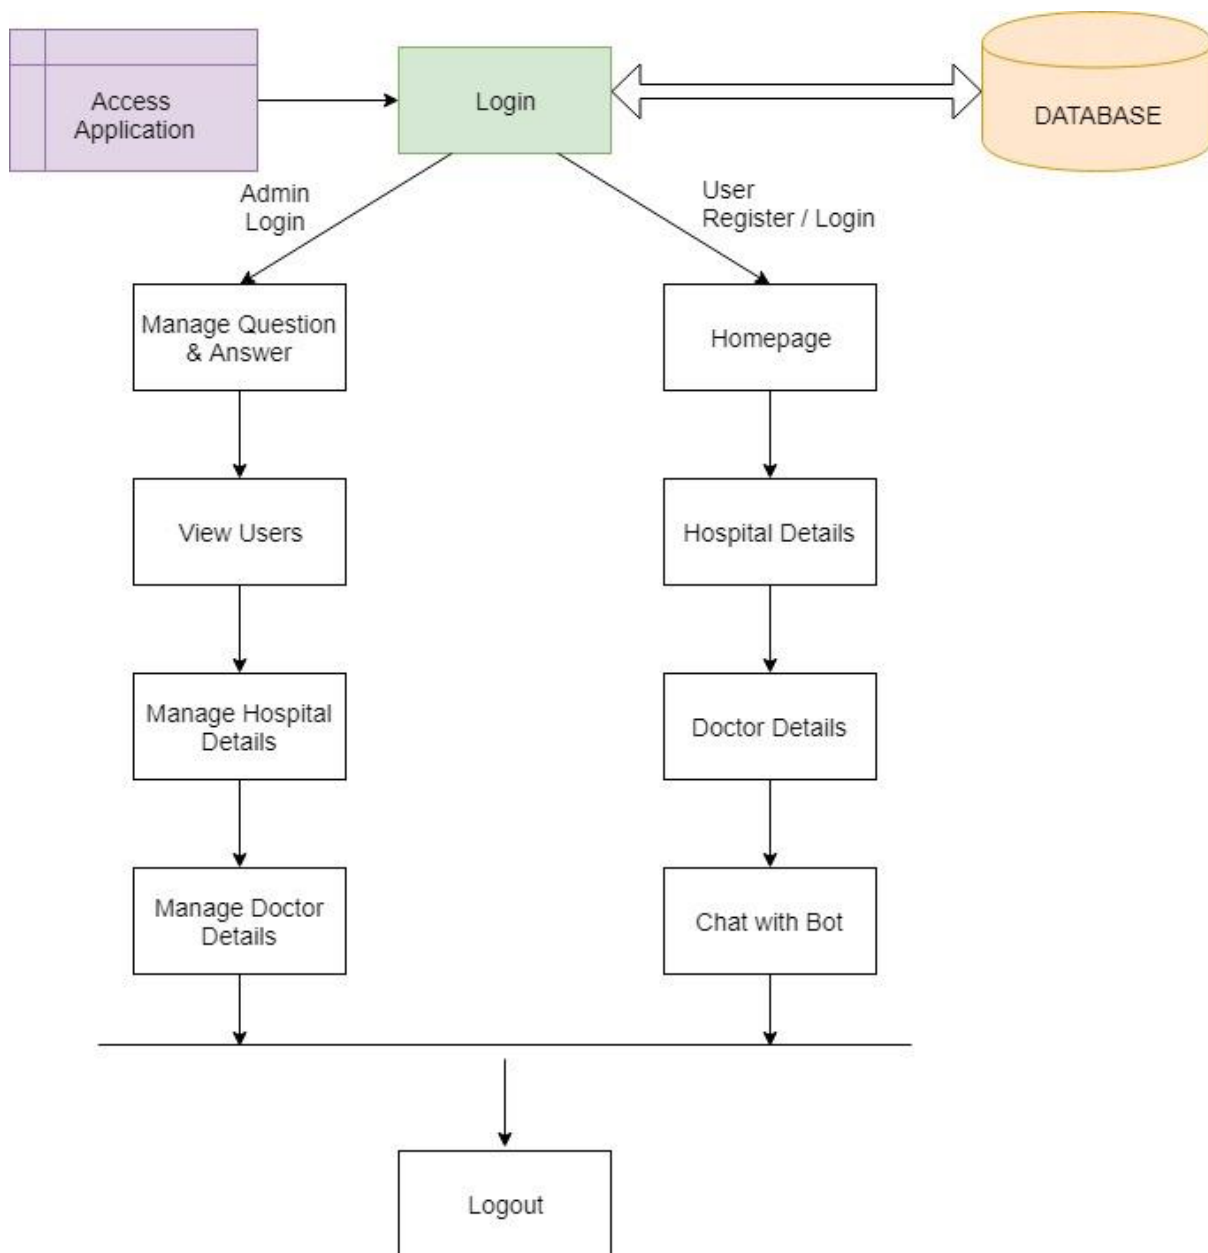 Access
Application
Login
DATABASE
Admin
Login
User
Register / Login
Manage Question
& Answer
Homepage
View Users
Hospital Details
Manage Hospital
Details
Doctor Details
Manage Doctor
Details
Chat with Bot
Logout